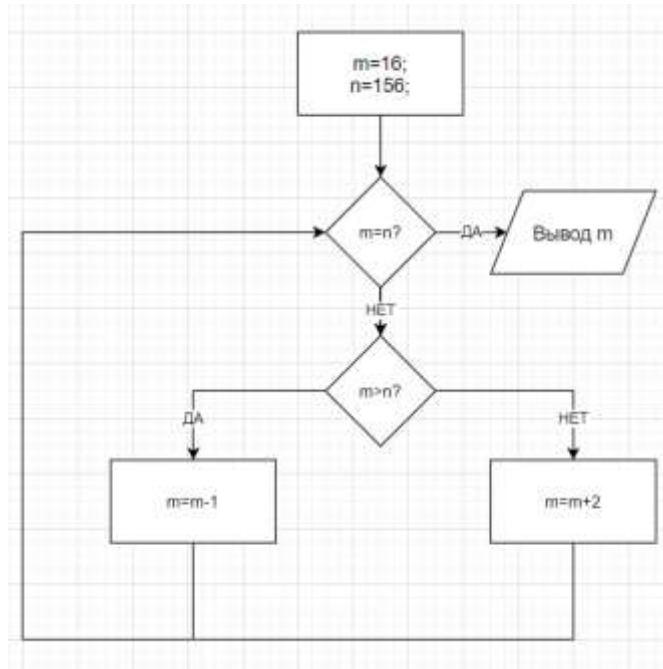 m=16;
n=156;
m=n?
ДА
Вывод m
НЕТ
m>n?
ДА
НЕТ
m=m-1
m=m+2